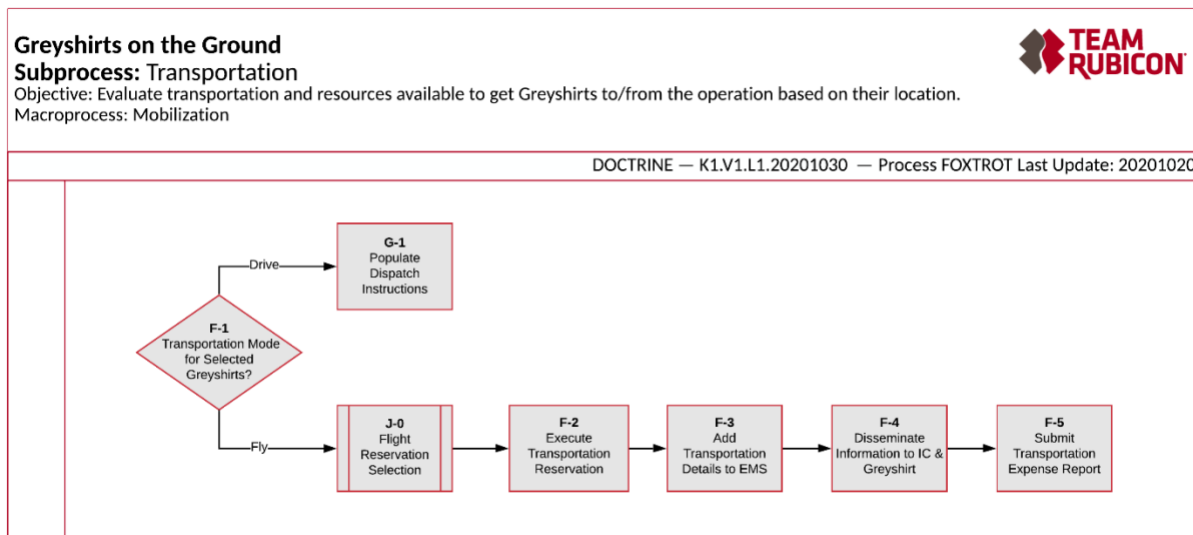 Greyshirts on the Ground
Subprocess: Transportation
Objective: Evaluate transportation and resources available to get Greyshirts to/from the operation based on their location.
Macroprocess: Mobilization
TEAM
RUBICON
DOCTRINE — K1.V1.L1.20201030 — Process FOXTROT Last Update: 20201020
G-1
Populate
Dispatch
Instructions
Drive
F-1
Transportation Mode
for Selected
Greyshirts?
Fly
J-0
Flight
Reservation
Selection
F-2
Execute
Transportation
Reservation
F-3
Add
Transportation
Details to EMS
F-4
Disseminate
Information to IC &
Greyshirt
F-5
Submit
Transportation
Expense Report